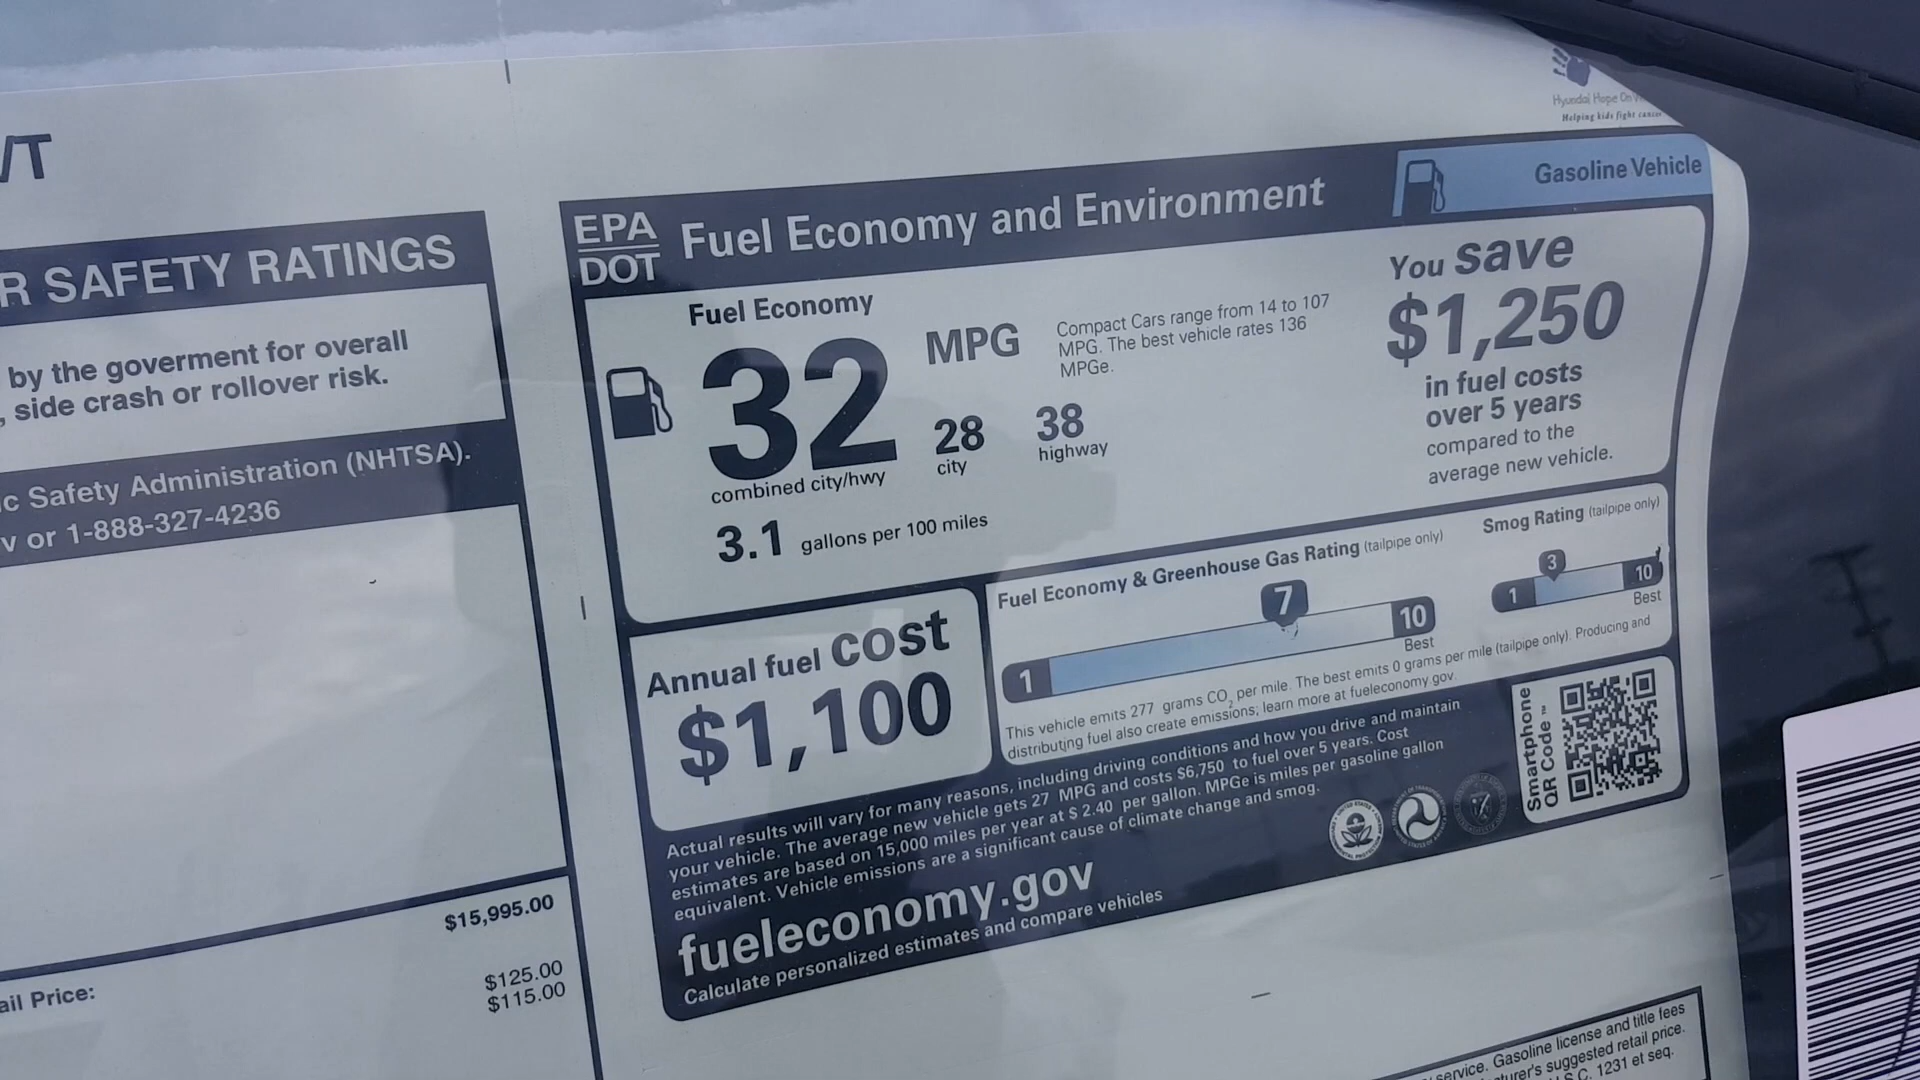 /T
R SAFETY RATINGS
by the goverment for overall
, side crash or rollover risk.
c Safety Administration (NHTSA).
v or 1-888-327-4236
$15,995.00
ail Price:
$125.00
$115.00
Hyundai Hope On
Helping kids fight cancer
EPA
DOT
Fuel Economy and Environment
Gasoline Vehicle
Fuel Economy
32
MPG
combined city/hwy
28
city
38
highway
3.1 gallons per 100 miles
Compact Cars range from 14 to 107
MPG. The best vehicle rates 136
MPGe.
You save
$1,250
in fuel costs
over 5 years
compared to the
average new vehicle.
Annual fuel cost
$1,100
Fuel Economy & Greenhouse Gas Rating (tailpipe only)
1
7
10
Best
Smog Rating (tailpipe only)
1
3
10
Best
This vehicle emits 277 grams CO2 per mile. The best emits 0 grams per mile (tailpipe only). Producing and
distributing fuel also create emissions; learn more at fueleconomy.gov.
Actual results will vary for many reasons, including driving conditions and how you drive and maintain
your vehicle. The average new vehicle gets 27 MPG and costs $6,750 to fuel over 5 years. Cost
estimates are based on 15,000 miles per year at $ 2.40 per gallon. MPGe is miles per gasoline gallon
equivalent. Vehicle emissions are a significant cause of climate change and smog.
fueleconomy.gov
Calculate personalized estimates and compare vehicles
Smartphone
QR Code™
service. Gasoline license and title fees
turer's suggested retail price.
S.C. 1231 et seq.